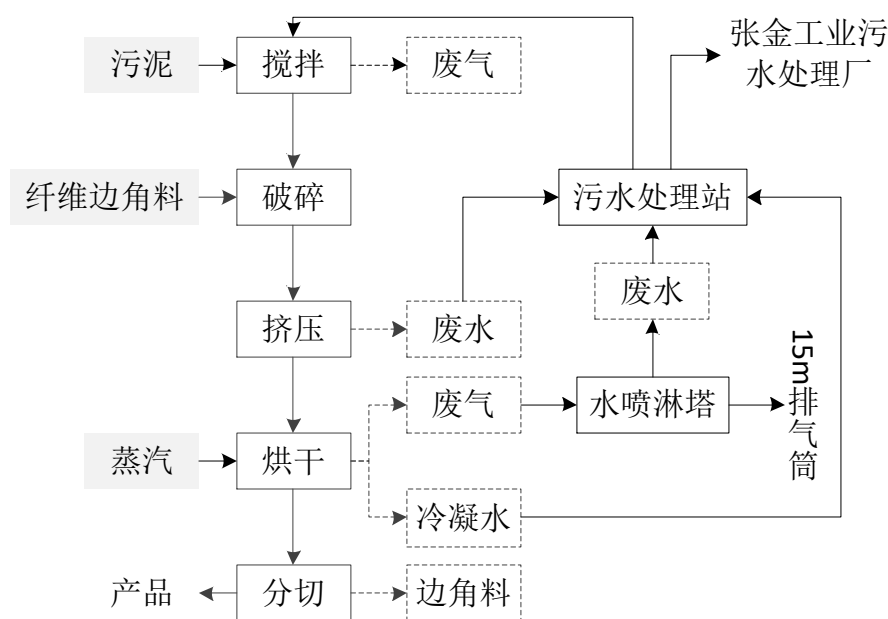 张金工业污
水处理厂
污泥
搅拌
废气
纤维边角料
破碎
污水处理站
废水
挤压
废水
15m排气筒
废气
水喷淋塔
蒸汽
烘干
冷凝水
产品
分切
边角料